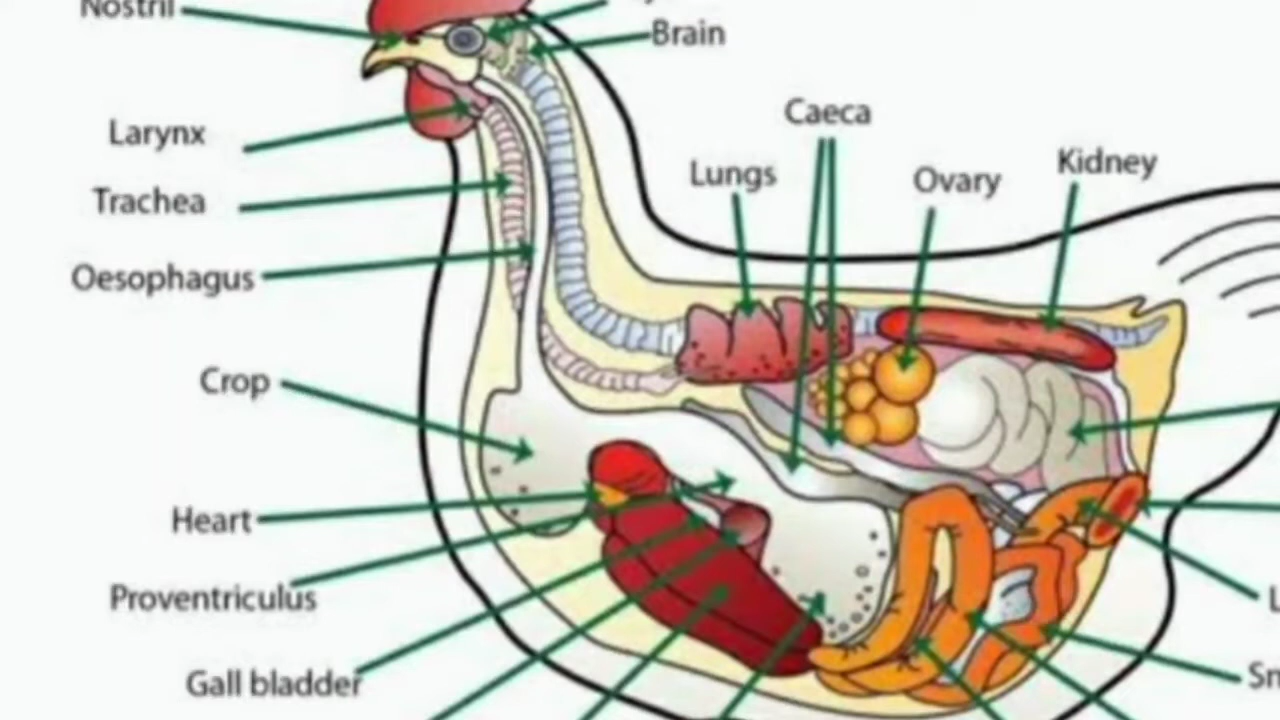 Nostril
Brain
Caeca
Larynx
Kidney
Lungs
Ovary
Trachea
Oesophagus
Crop
Heart
Proventriculus
Gall bladder